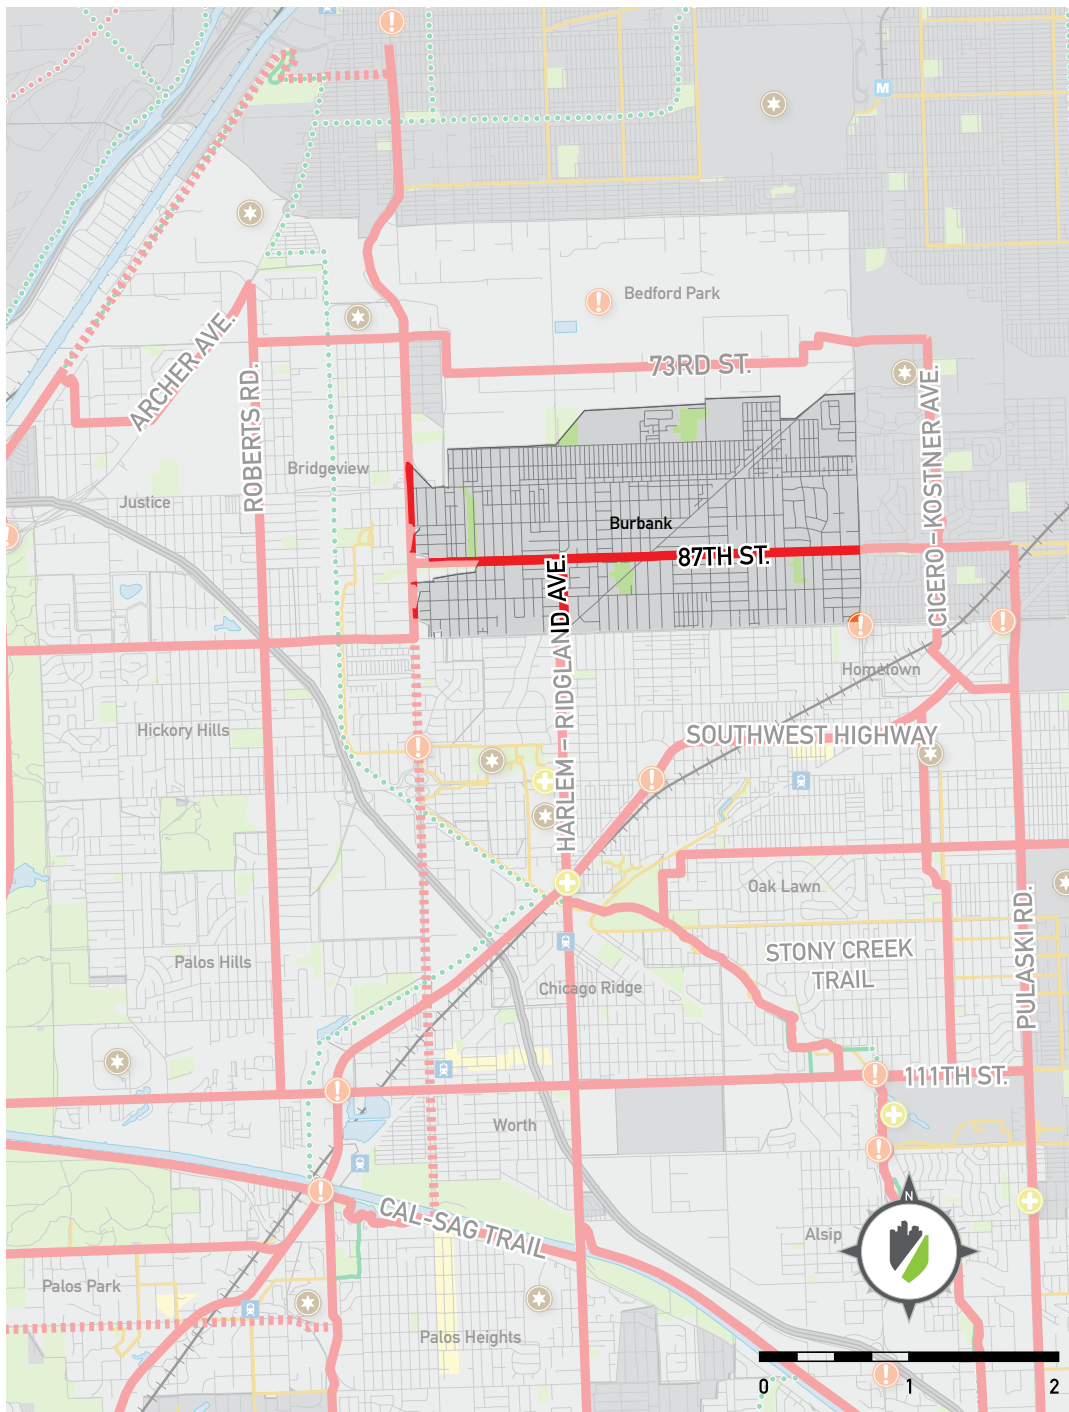 M
Bedford Park
73RD ST.
ARCHER AVE.
ROBERTS RD.
CICERO-KOSTNER AVE.
Bridgeview
Justice
Burbank
87TH ST.
HARLEM - RIDGLAND AVE.
Hometown
Hickory Hills
SOUTHWEST HIGHWAY
Oak Lawn
PULASKI RD.
STONY CREEK
TRAIL
Palos Hills
Chicago Ridge
111TH ST.
Worth
N
CAL-SAG TRAIL
Alsip
Palos Park
Palos Heights
0 1 2